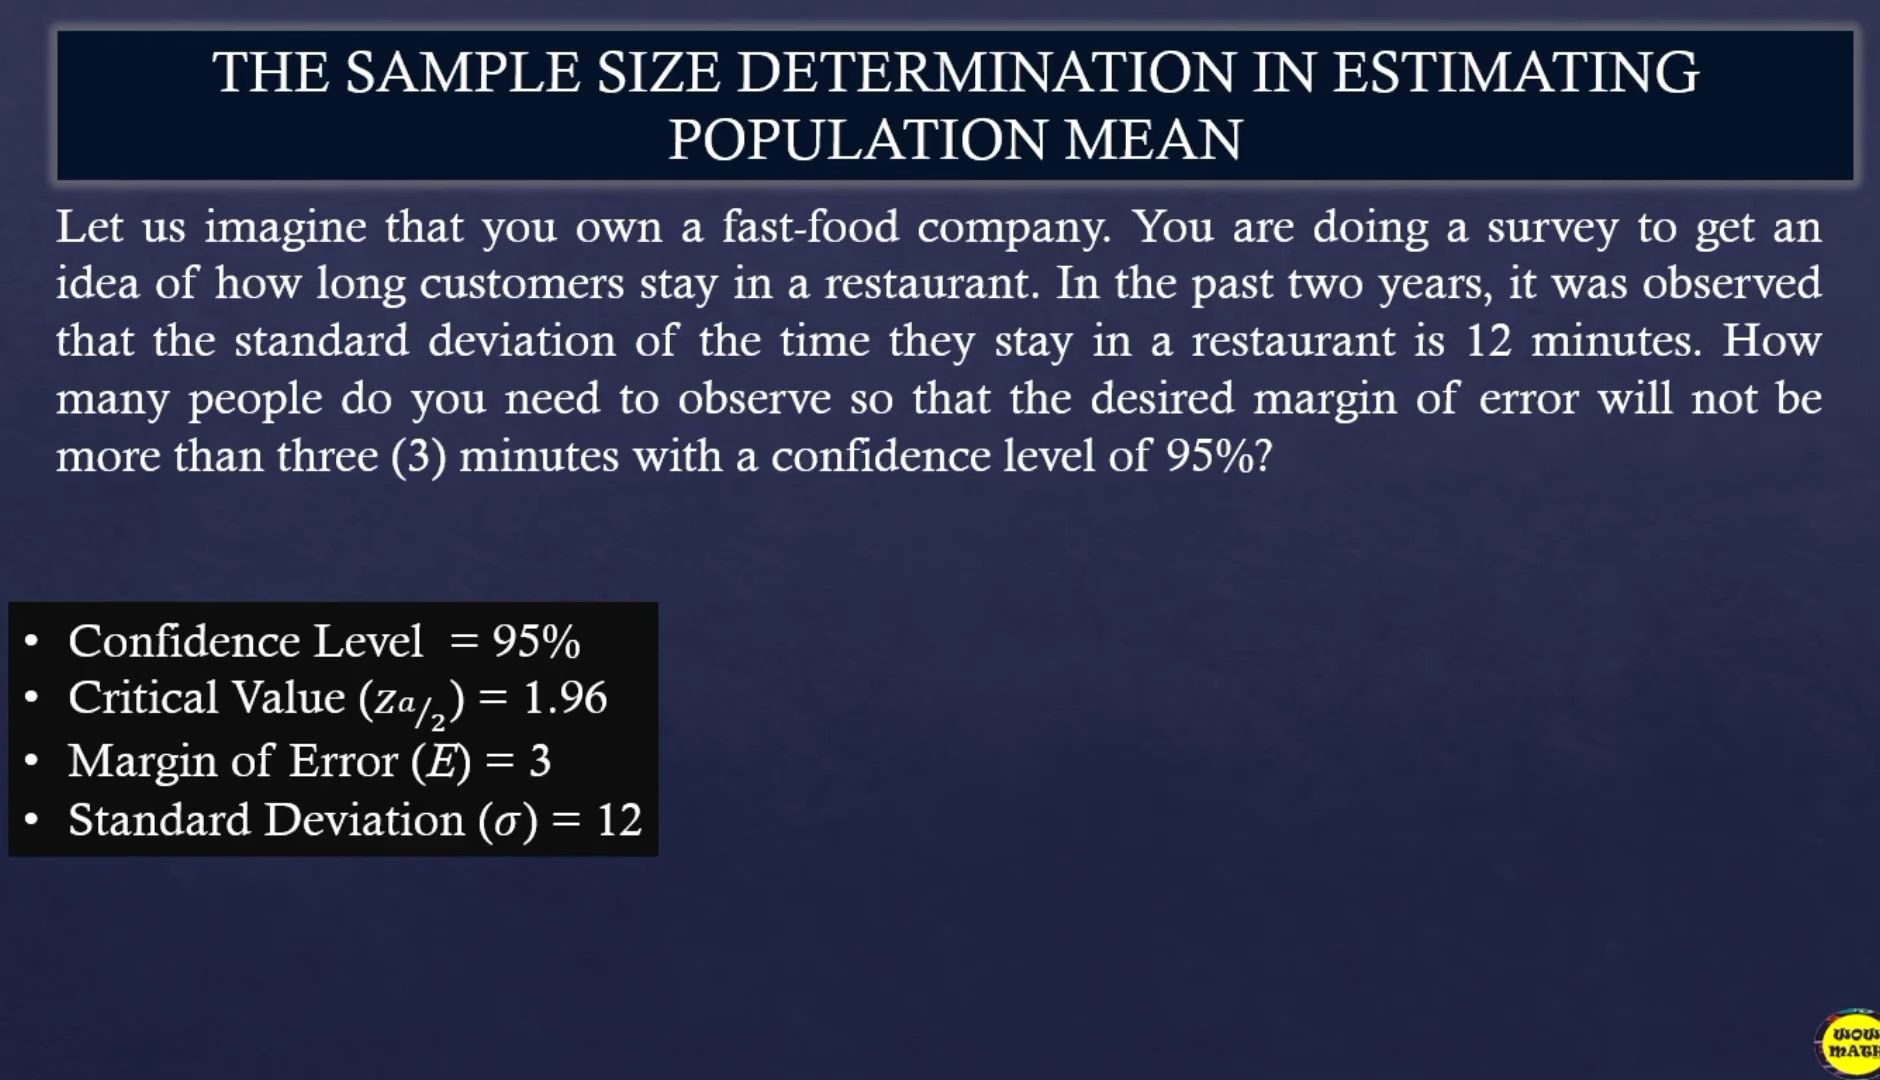 THE SAMPLE SIZE DETERMINATION IN ESTIMATING
POPULATION MEAN
Let us imagine that you own a fast-food company. You are doing a survey to get an
idea of how long customers stay in a restaurant. In the past two years, it was observed
that the standard deviation of the time they stay in a restaurant is 12 minutes. How
many people do you need to observe so that the desired margin of error will not be
more than three (3) minutes with a confidence level of 95%?
• Confidence Level = 95%
• Critical Value (zₐ/₂) = 1.96
• Margin of Error (E) = 3
• Standard Deviation (σ) = 12
WOW
MATH